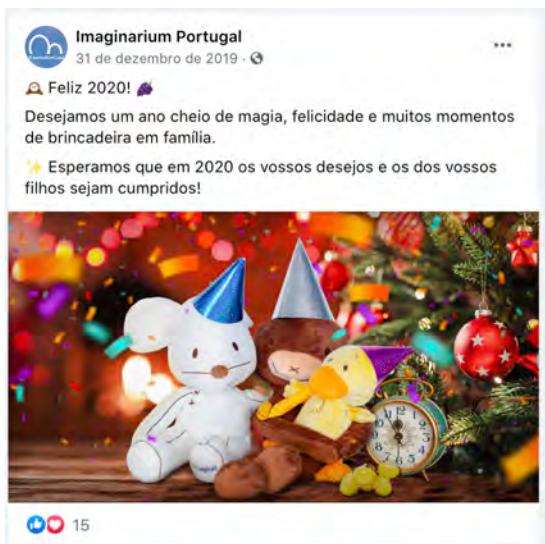 Imaginarium Portugal
31 de dezembro de 2019 ·
🕰️ Feliz 2020! 🍇
Desejamos um ano cheio de magia, felicidade e muitos momentos
de brincadeira em família.
✨ Esperamos que em 2020 os vossos desejos e os dos vossos
filhos sejam cumpridos!
15